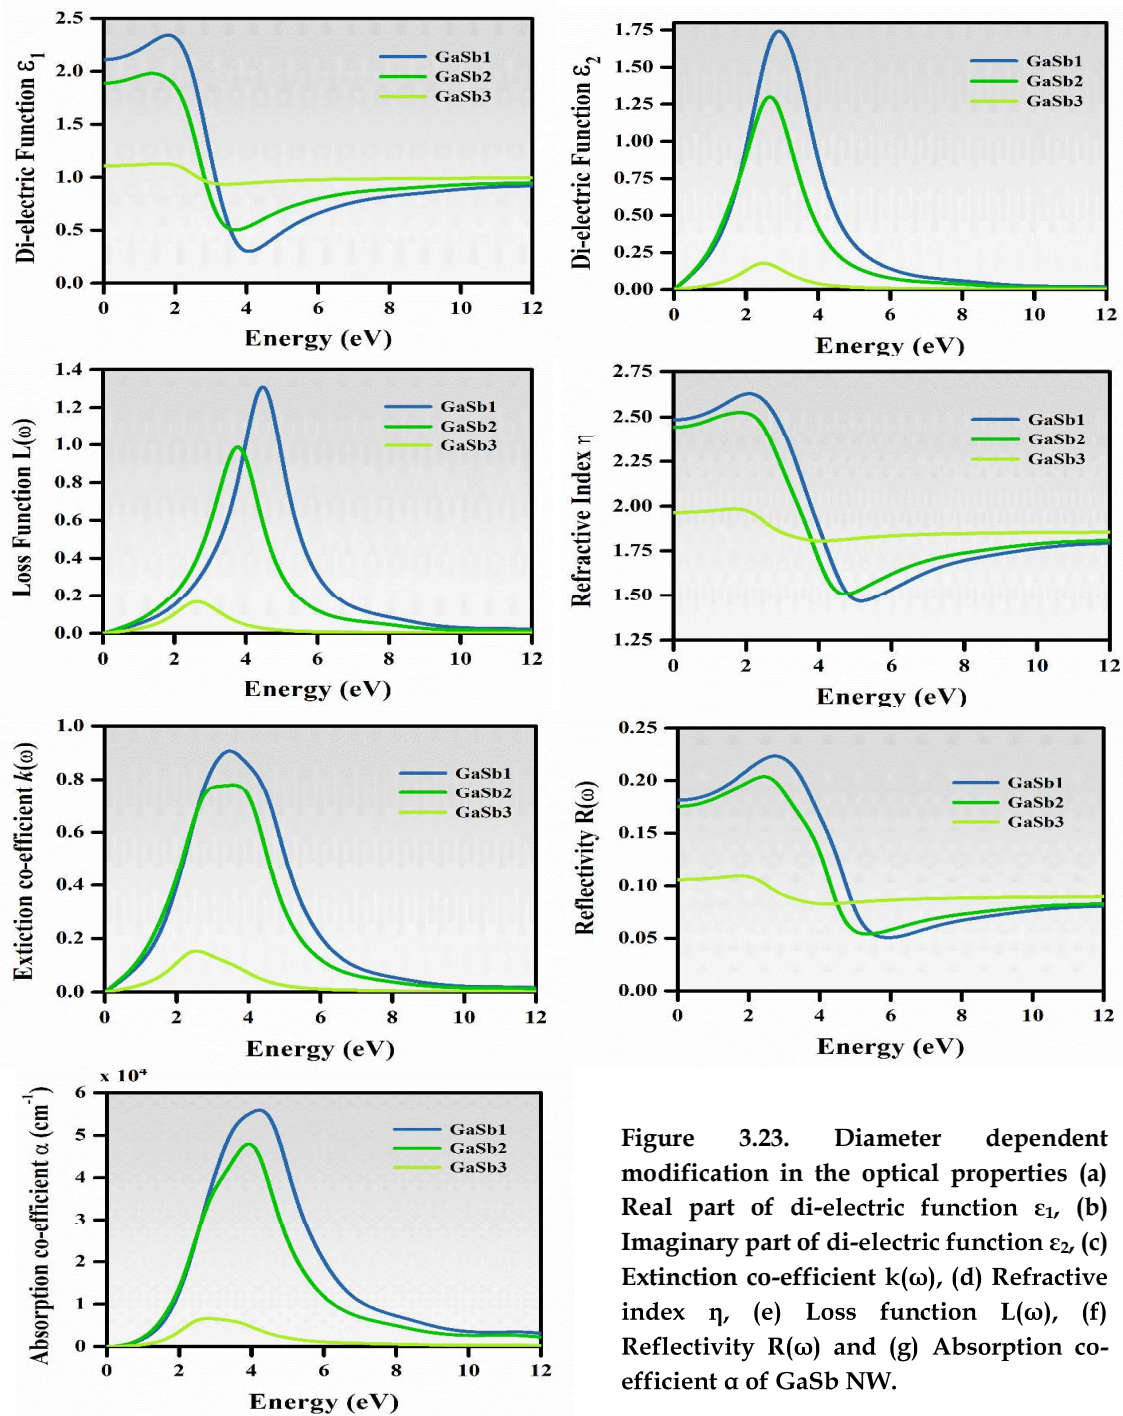 2.5
2.0
1.5
1.0
0.5
0.0
0 2 4 6 8 10 12
Di-electric Function ε1
Energy (eV)
GaSb1
GaSb2
GaSb3
1.75
1.50
1.25
1.00
0.75
0.50
0.25
0.00
0 2 4 6 8 10 12
Di-electric Function ε2
Energy (eV)
GaSb1
GaSb2
GaSb3
1.4
1.2
1.0
0.8
0.6
0.4
0.2
0.0
0 2 4 6 8 10 12
Loss Function L(ω)
Energy (eV)
GaSb1
GaSb2
GaSb3
2.75
2.50
2.25
2.00
1.75
1.50
1.25
0 2 4 6 8 10 12
Refractive Index η
Energy (eV)
GaSb1
GaSb2
GaSb3
1.0
0.8
0.6
0.4
0.2
0.0
0 2 4 6 8 10 12
Extiction co-efficient k(ω)
Energy (eV)
GaSb1
GaSb2
GaSb3
0.25
0.20
0.15
0.10
0.05
0.00
0 2 4 6 8 10 12
Reflectivity R(ω)
Energy (eV)
GaSb1
GaSb2
GaSb3
x 10⁴
6
5
4
3
2
1
0
0 2 4 6 8 10 12
Absorption co-efficient α (cm⁻¹)
Energy (eV)
GaSb1
GaSb2
GaSb3
Figure 3.23. Diameter dependent
modification in the optical properties (a)
Real part of di-electric function ε₁, (b)
Imaginary part of di-electric function ε₂, (c)
Extinction co-efficient k(ω), (d) Refractive
index η, (e) Loss function L(ω), (f)
Reflectivity R(ω) and (g) Absorption co-
efficient α of GaSb NW.